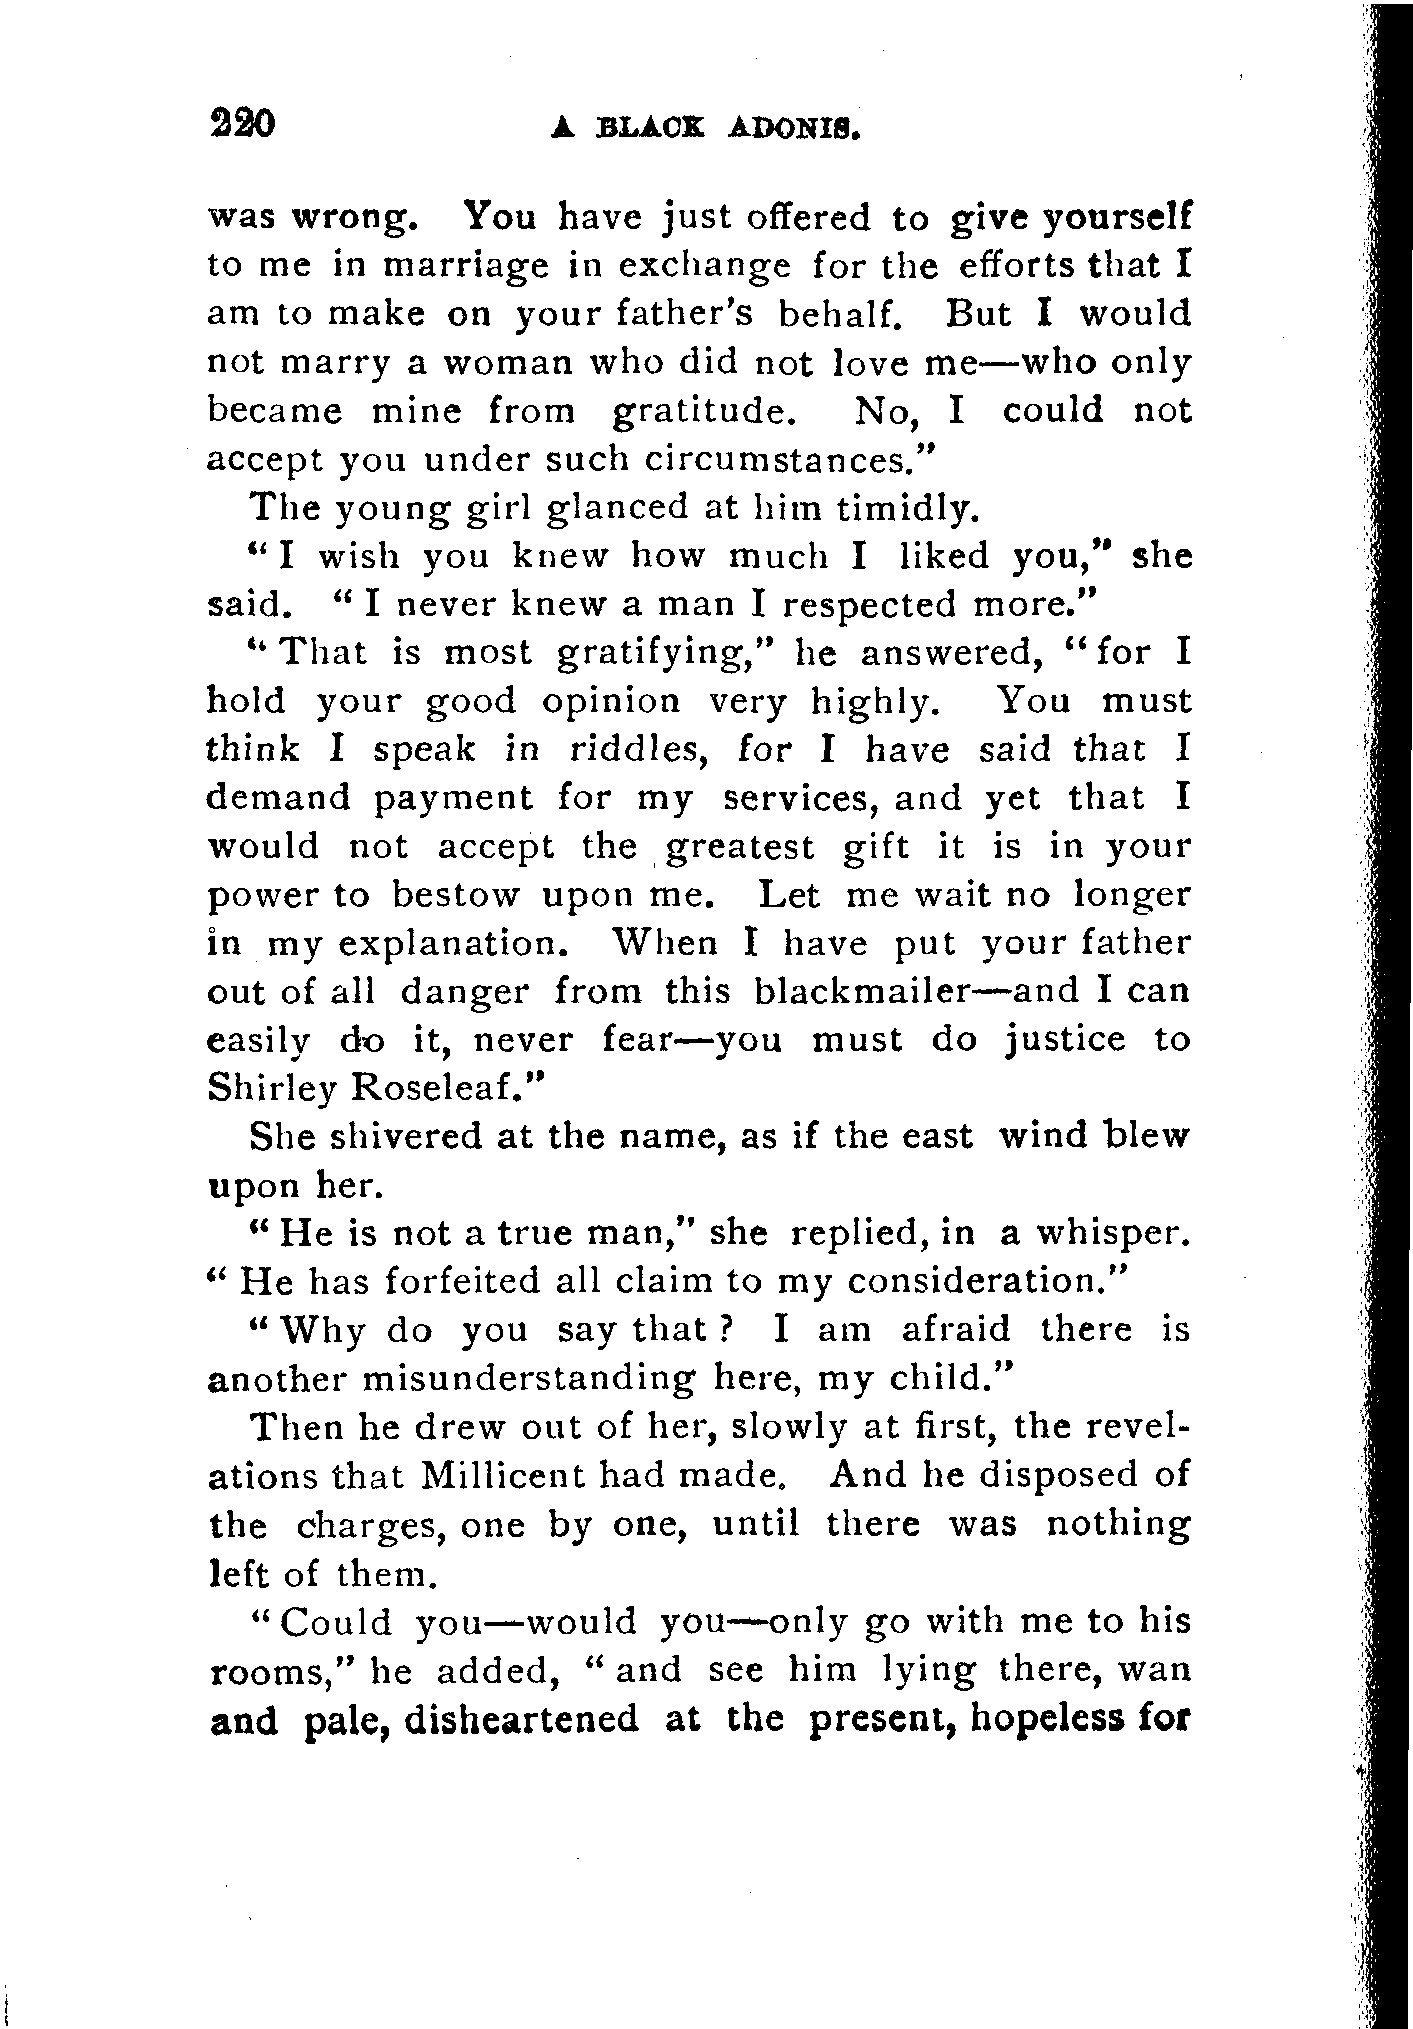 220 A BLACK ADONIS.
was wrong. You have just offered to give yourself
to me in marriage in exchange for the efforts that I
am to make on your father's behalf. But I would
not marry a woman who did not love me—who only
became mine from gratitude. No, I could not
accept you under such circumstances."
The young girl glanced at him timidly.
"I wish you knew how much I liked you," she
said. "I never knew a man I respected more."
"That is most gratifying," he answered, "for I
hold your good opinion very highly. You must
think I speak in riddles, for I have said that I
demand payment for my services, and yet that I
would not accept the greatest gift it is in your
power to bestow upon me. Let me wait no longer
in my explanation. When I have put your father
out of all danger from this blackmailer—and I can
easily do it, never fear—you must do justice to
Shirley Roseleaf."
She shivered at the name, as if the east wind blew
upon her.
"He is not a true man," she replied, in a whisper.
"He has forfeited all claim to my consideration."
"Why do you say that? I am afraid there is
another misunderstanding here, my child."
Then he drew out of her, slowly at first, the revel-
ations that Millicent had made. And he disposed of
the charges, one by one, until there was nothing
left of them.
"Could you—would you—only go with me to his
rooms," he added, "and see him lying there, wan
and pale, disheartened at the present, hopeless for